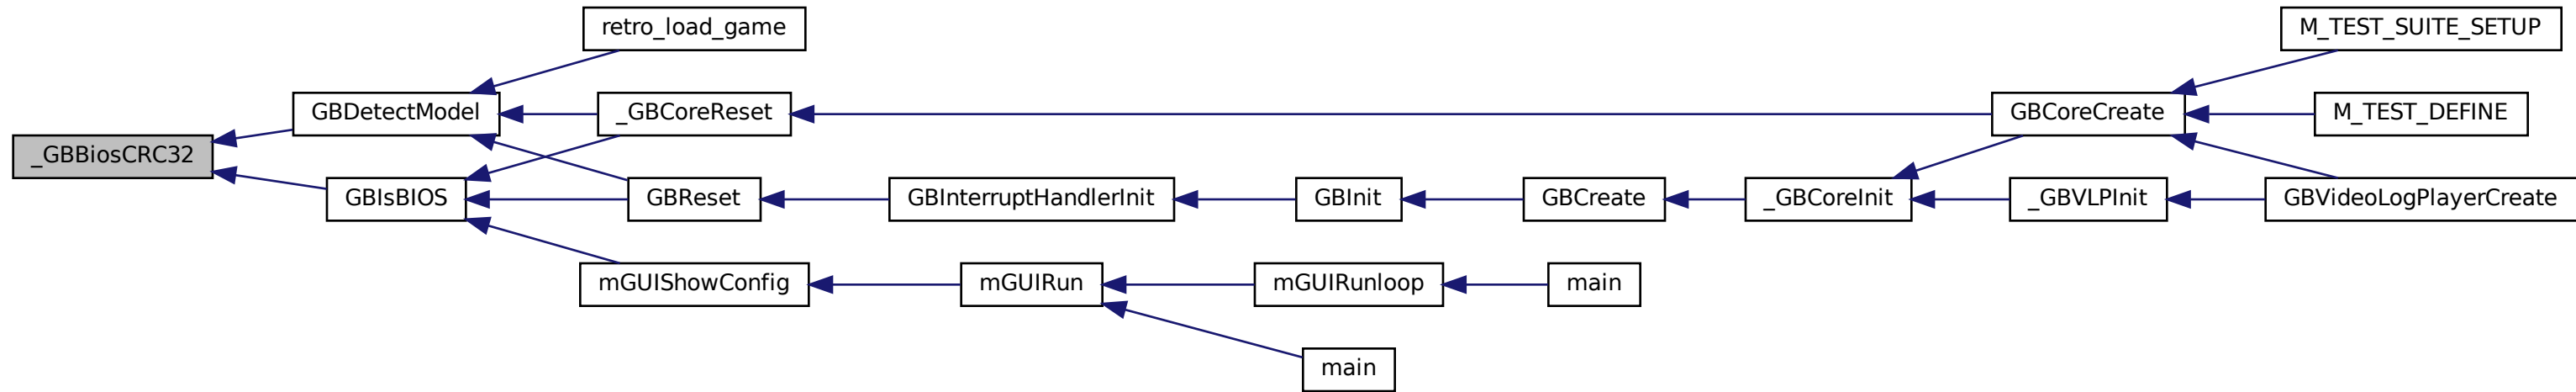 retro_load_game
M_TEST_SUITE_SETUP
GBDetectModel
_GBCoreReset
GBCoreCreate
M_TEST_DEFINE
_GBBiosCRC32
GBIsBIOS
GBReset
GBInterruptHandlerInit
GBInit
GBCreate
_GBCoreInit
_GBVLPInit
GBVideoLogPlayerCreate
mGUIShowConfig
mGUIRun
mGUIRunloop
main
main